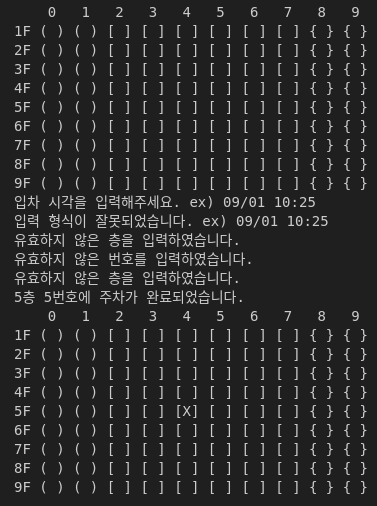 0 1 2 3 4 5 6 7 8 9
1F ( ) ( ) [ ] [ ] [ ] [ ] [ ] [ ] { } { }
2F ( ) ( ) [ ] [ ] [ ] [ ] [ ] [ ] { } { }
3F ( ) ( ) [ ] [ ] [ ] [ ] [ ] [ ] { } { }
4F ( ) ( ) [ ] [ ] [ ] [ ] [ ] [ ] { } { }
5F ( ) ( ) [ ] [ ] [ ] [ ] [ ] [ ] { } { }
6F ( ) ( ) [ ] [ ] [ ] [ ] [ ] [ ] { } { }
7F ( ) ( ) [ ] [ ] [ ] [ ] [ ] [ ] { } { }
8F ( ) ( ) [ ] [ ] [ ] [ ] [ ] [ ] { } { }
9F ( ) ( ) [ ] [ ] [ ] [ ] [ ] [ ] { } { }
입차 시각을 입력해주세요. ex) 09/01 10:25
입력 형식이 잘못되었습니다. ex) 09/01 10:25
유효하지 않은 층을 입력하였습니다.
유효하지 않은 번호를 입력하였습니다.
유효하지 않은 층을 입력하였습니다.
5층 5번호에 주차가 완료되었습니다.
0 1 2 3 4 5 6 7 8 9
1F ( ) ( ) [ ] [ ] [ ] [ ] [ ] [ ] { } { }
2F ( ) ( ) [ ] [ ] [ ] [ ] [ ] [ ] { } { }
3F ( ) ( ) [ ] [ ] [ ] [ ] [ ] [ ] { } { }
4F ( ) ( ) [ ] [ ] [ ] [ ] [ ] [ ] { } { }
5F ( ) ( ) [ ] [ ] [X] [ ] [ ] [ ] { } { }
6F ( ) ( ) [ ] [ ] [ ] [ ] [ ] [ ] { } { }
7F ( ) ( ) [ ] [ ] [ ] [ ] [ ] [ ] { } { }
8F ( ) ( ) [ ] [ ] [ ] [ ] [ ] [ ] { } { }
9F ( ) ( ) [ ] [ ] [ ] [ ] [ ] [ ] { } { }